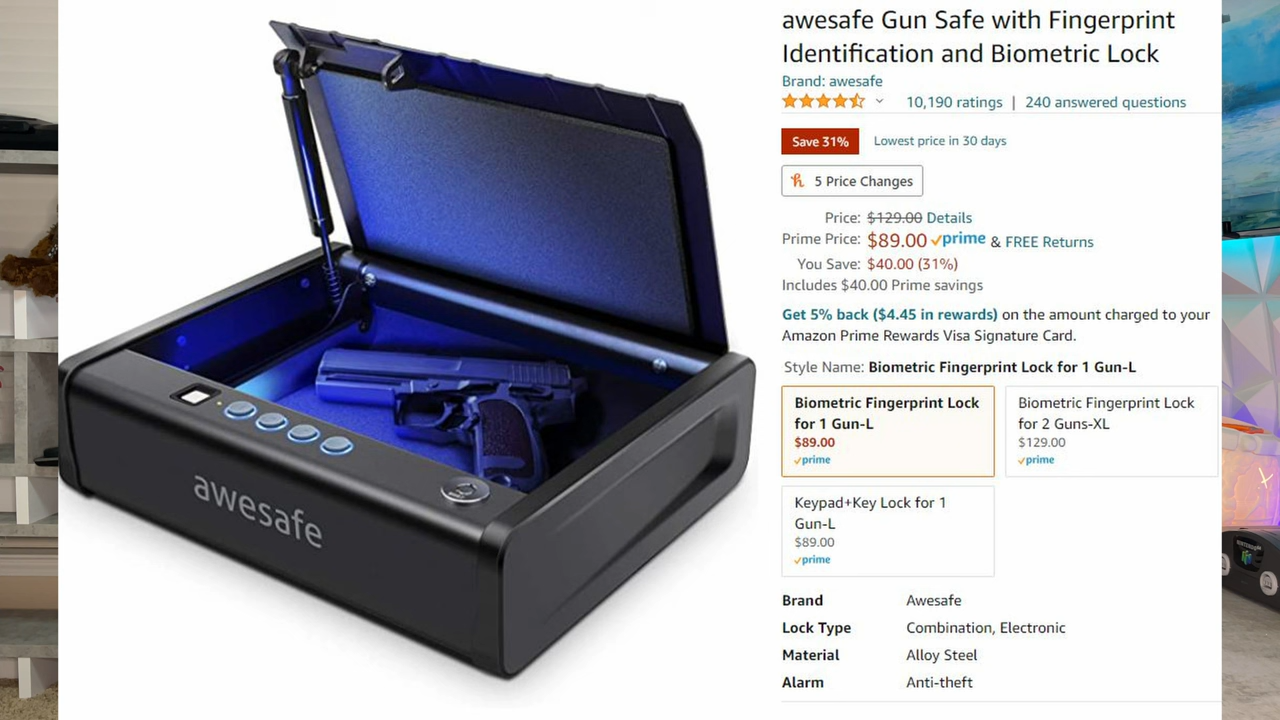 awesafe Gun Safe with Fingerprint
Identification and Biometric Lock
Brand: awesafe
10,190 ratings | 240 answered questions
Save 31% Lowest price in 30 days
5 Price Changes
Price: $129.00 Details
Prime Price: $89.00 prime & FREE Returns
You Save: $40.00 (31%)
Includes $40.00 Prime savings
Get 5% back ($4.45 in rewards) on the amount charged to your
Amazon Prime Rewards Visa Signature Card.
Style Name: Biometric Fingerprint Lock for 1 Gun-L
Biometric Fingerprint Lock
for 1 Gun-L
$89.00
prime
Biometric Fingerprint Lock
for 2 Guns-XL
$129.00
prime
Keypad+Key Lock for 1
Gun-L
$89.00
prime
Brand Awesafe
Lock Type Combination, Electronic
Material Alloy Steel
Alarm Anti-theft
awesafe